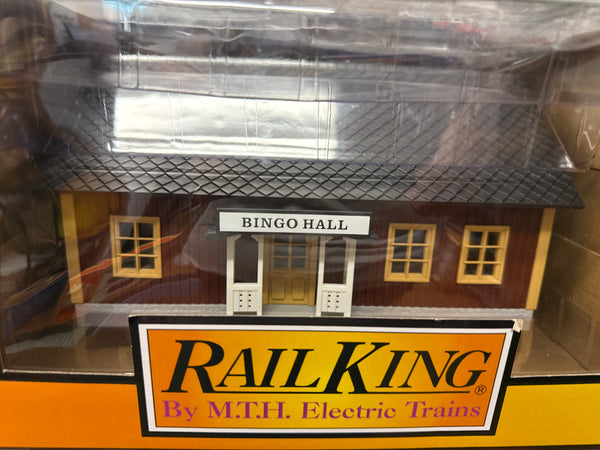 BINGO HALL
RAILKING®
By M.T.H. Electric Trains